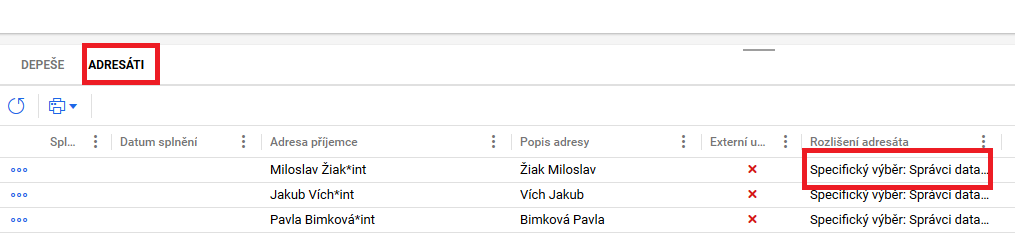 DEPEŠE ADRESÁTI
Spl... Datum splnění Adresa příjemce Popis adresy Externí u... Rozlišení adresáta
Miloslav Žiak*int Žiak Miloslav Specifický výběr: Správci data...
Jakub Vích*int Vích Jakub Specifický výběr: Správci data...
Pavla Bimková*int Bimková Pavla Specifický výběr: Správci data...